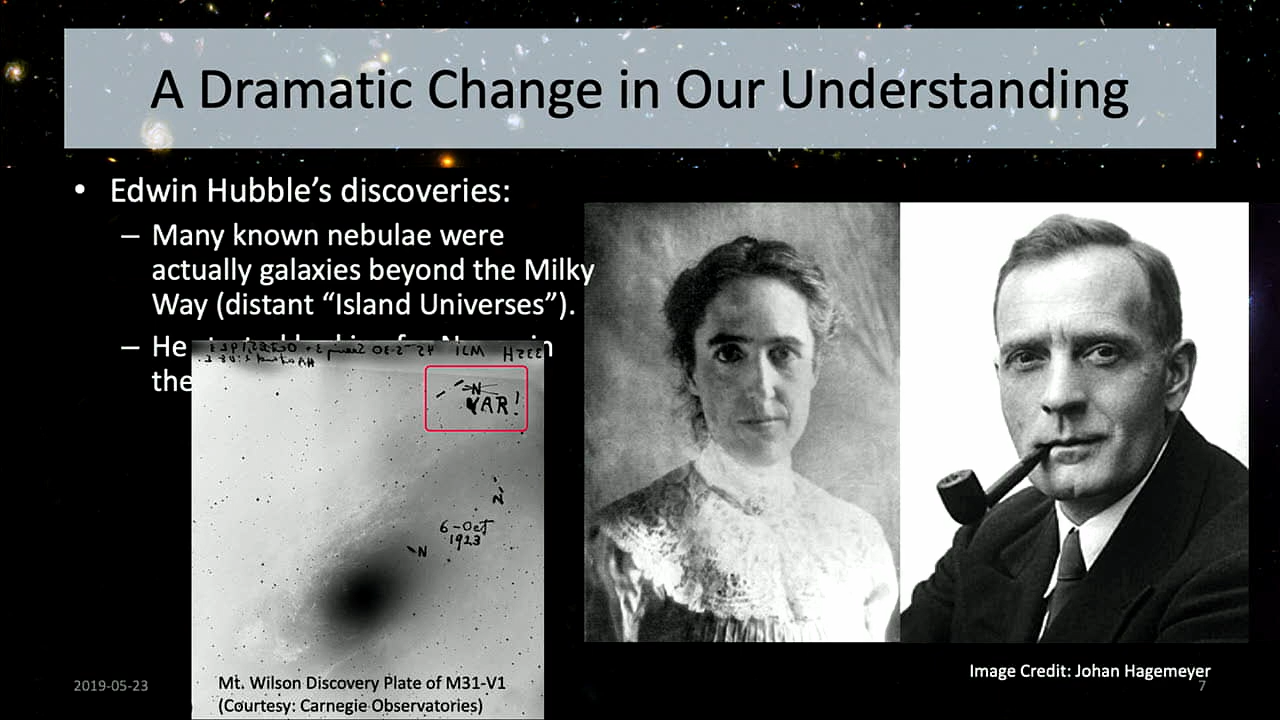 A Dramatic Change in Our Understanding
• Edwin Hubble’s discoveries:
– Many known nebulae were
actually galaxies beyond the Milky
Way (distant “Island Universes”).
– He
in
the
N
VAR!
N
6-Oct
1923
N
Mt. Wilson Discovery Plate of M31-V1
(Courtesy: Carnegie Observatories)
Image Credit: Johan Hagemeyer
2019-05-23
7